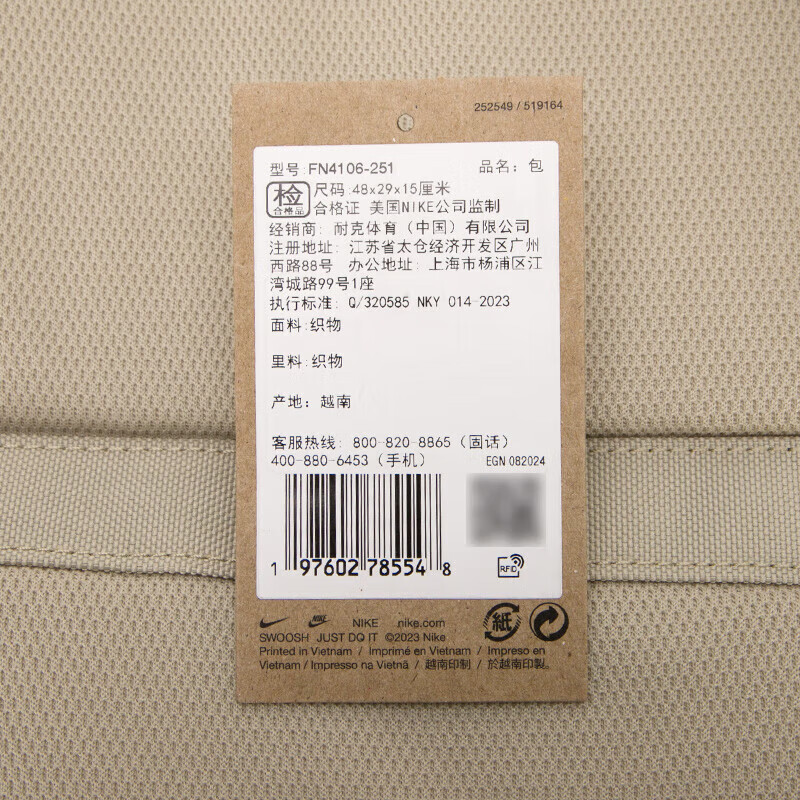 252549 / 519164
型号:FN4106-251 品名: 包
检 合格品 尺码:48x29x15厘米
合格证 美国NIKE公司监制
经销商: 耐克体育（中国）有限公司
注册地址: 江苏省太仓经济开发区广州
西路88号 办公地址: 上海市杨浦区江
湾城路99号1座
执行标准: Q/320585 NKY 014-2023
面料:织物
里料:织物
产地: 越南
客服热线: 800-820-8865（固话）
400-880-6453（手机） EGN 082024
1 97602 78554 8
RFID
NIKE NIKE nike.com
紙
SWOOSH JUST DO IT ©2023 Nike
Printed in Vietnam / Imprimé en Vietnam / Impreso en
Vietnam / Impresso na Vietnã / 越南印制 / 於越南印製。